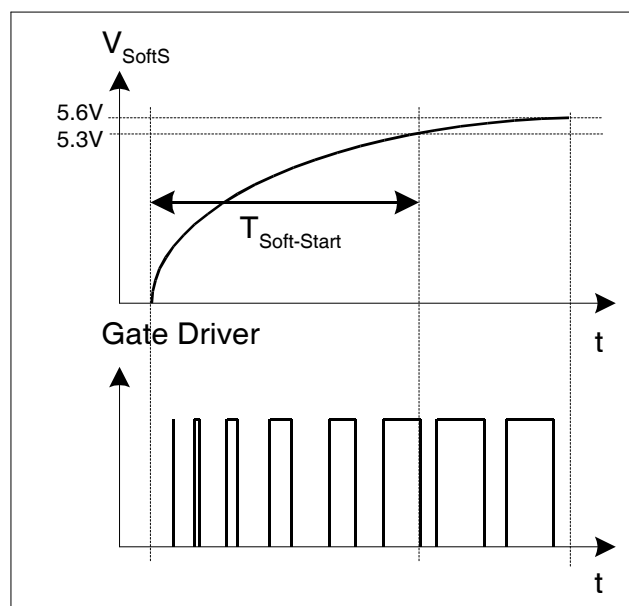 V_SoftS
5.6V
5.3V
T_Soft-Start
t
Gate Driver
t